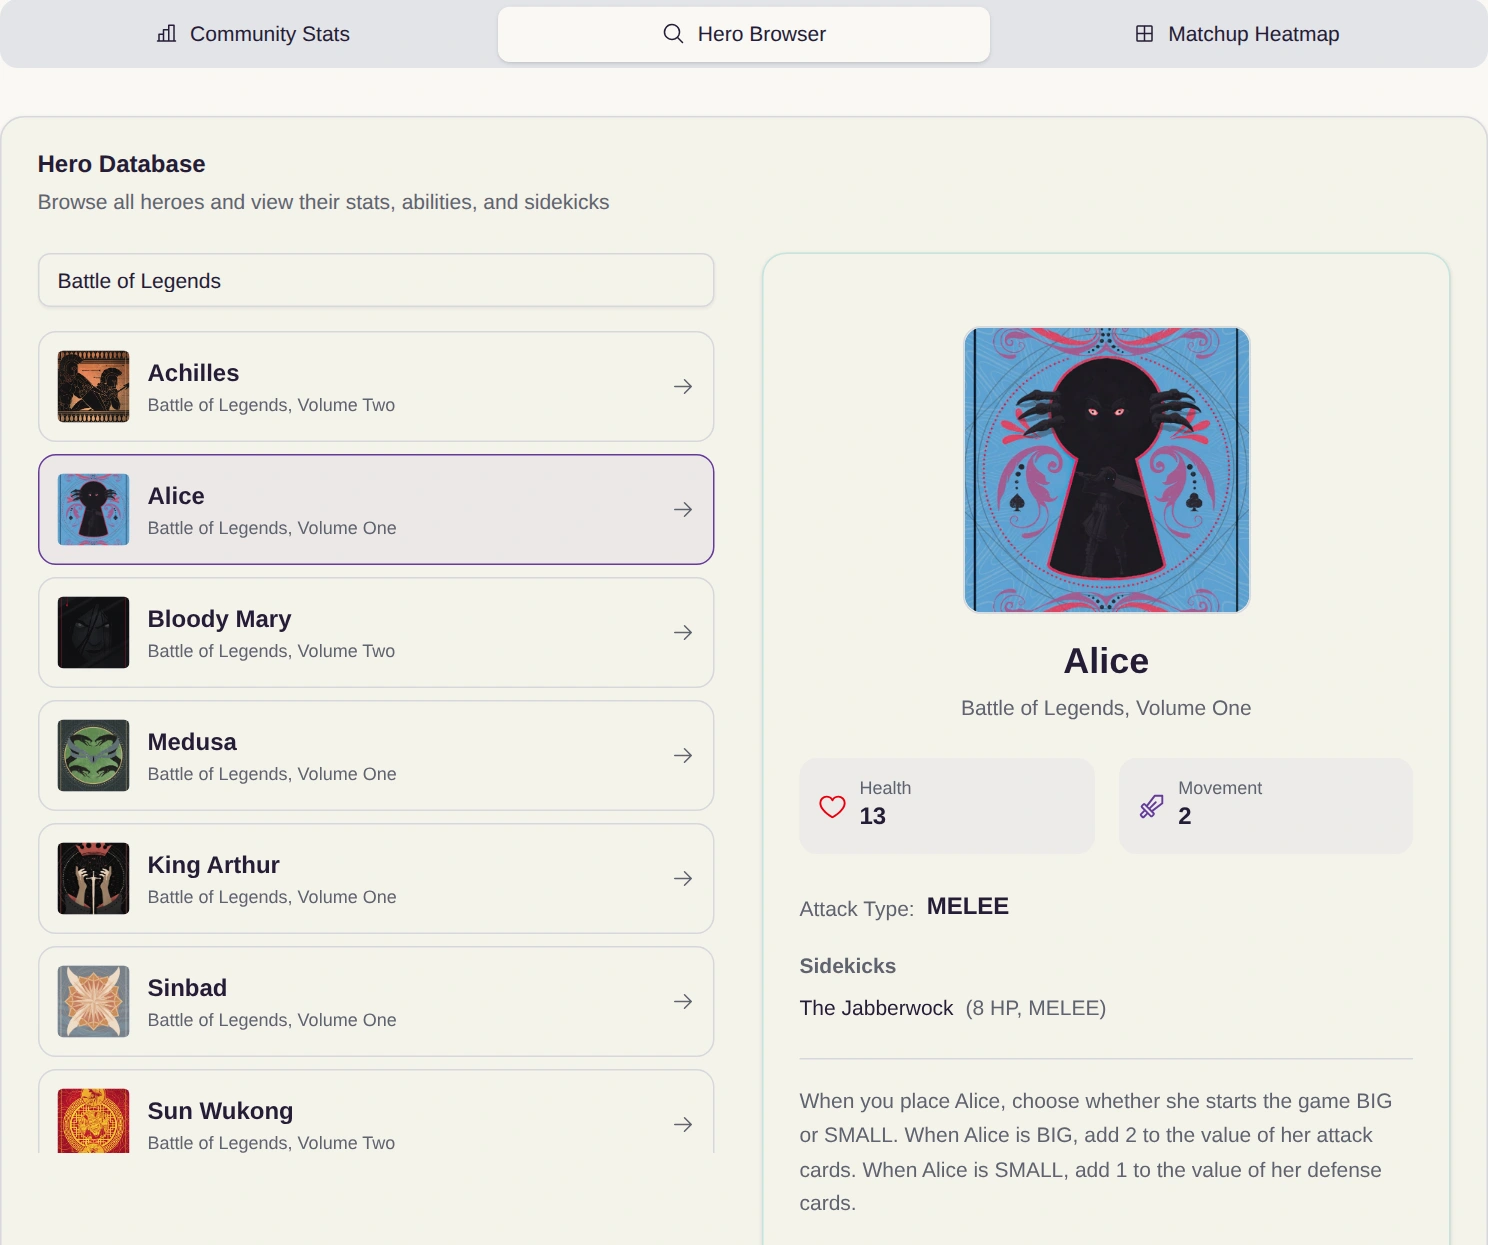 Community Stats
Hero Browser
Matchup Heatmap
Hero Database
Browse all heroes and view their stats, abilities, and sidekicks
Battle of Legends
Achilles
Battle of Legends, Volume Two
Alice
Battle of Legends, Volume One
Bloody Mary
Battle of Legends, Volume Two
Medusa
Battle of Legends, Volume One
King Arthur
Battle of Legends, Volume One
Sinbad
Battle of Legends, Volume One
Sun Wukong
Battle of Legends, Volume Two
Alice
Battle of Legends, Volume One
Health
13
Movement
2
Attack Type: MELEE
Sidekicks
The Jabberwock (8 HP, MELEE)
When you place Alice, choose whether she starts the game BIG
or SMALL. When Alice is BIG, add 2 to the value of her attack
cards. When Alice is SMALL, add 1 to the value of her defense
cards.